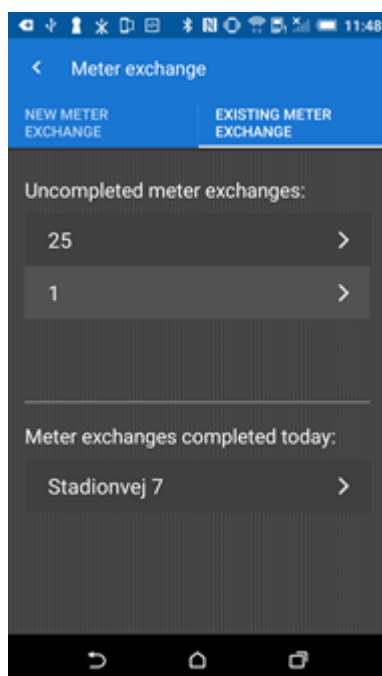 11:48
Meter exchange
NEW METER EXISTING METER
EXCHANGE EXCHANGE
Uncompleted meter exchanges:
25
1
Meter exchanges completed today:
Stadionvej 7